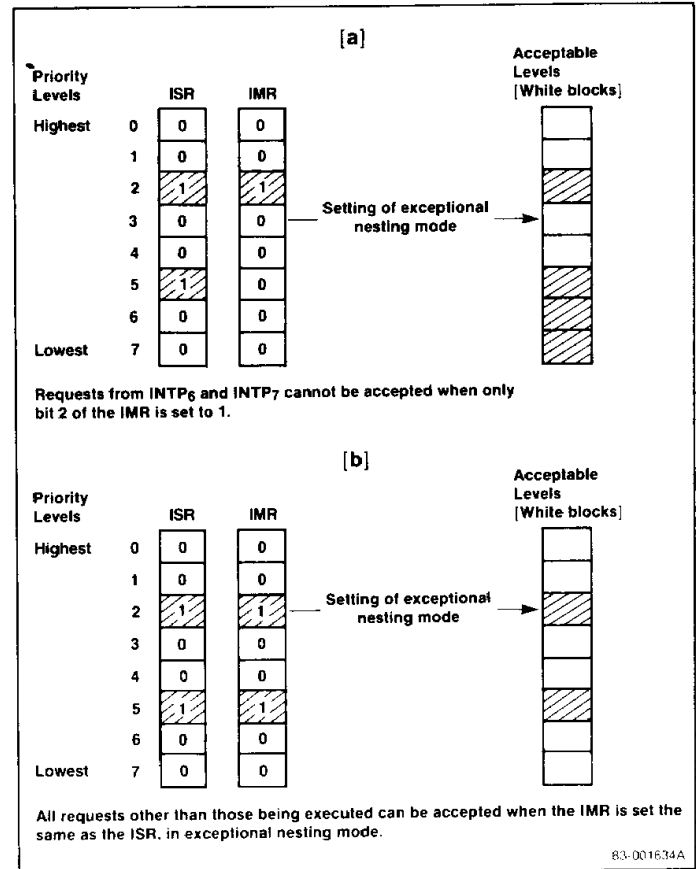 [a]
Priority Levels ISR IMR Acceptable Levels [White blocks]
Highest 0 0 0
1 0 0
2 1 1
3 0 0 Setting of exceptional nesting mode
4 0 0
5 1 0
6 0 0
Lowest 7 0 0
Requests from INTP6 and INTP7 cannot be accepted when only
bit 2 of the IMR is set to 1.
[b]
Priority Levels ISR IMR Acceptable Levels [White blocks]
Highest 0 0 0
1 0 0
2 1 1 Setting of exceptional nesting mode
3 0 0
4 0 0
5 1 1
6 0 0
Lowest 7 0 0
All requests other than those being executed can be accepted when the IMR is set the
same as the ISR, in exceptional nesting mode.
83-001634A